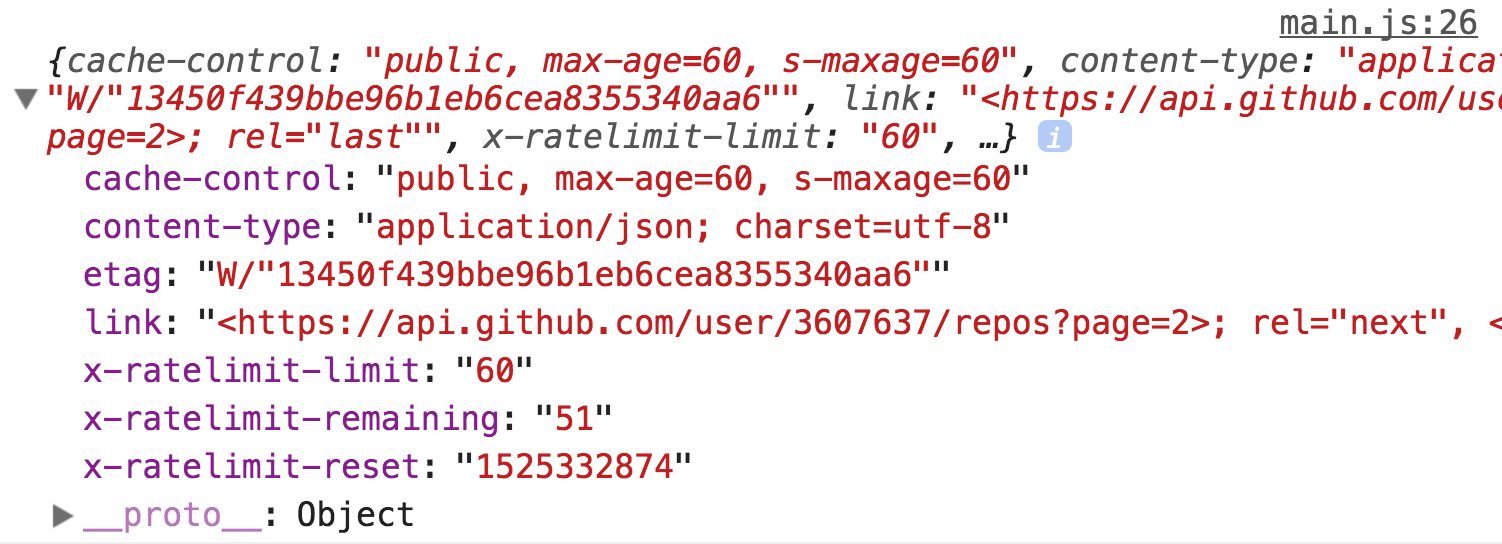 main.js:26
{cache-control: "public, max-age=60, s-maxage=60", content-type: "applicat
"W/"13450f439bbe96b1eb6cea8355340aa6"", link: "<https://api.github.com/use
page=2>; rel="last"", x-ratelimit-limit: "60", …} i
cache-control: "public, max-age=60, s-maxage=60"
content-type: "application/json; charset=utf-8"
etag: "W/"13450f439bbe96b1eb6cea8355340aa6""
link: "<https://api.github.com/user/3607637/repos?page=2>; rel="next", <
x-ratelimit-limit: "60"
x-ratelimit-remaining: "51"
x-ratelimit-reset: "1525332874"
__proto__: Object